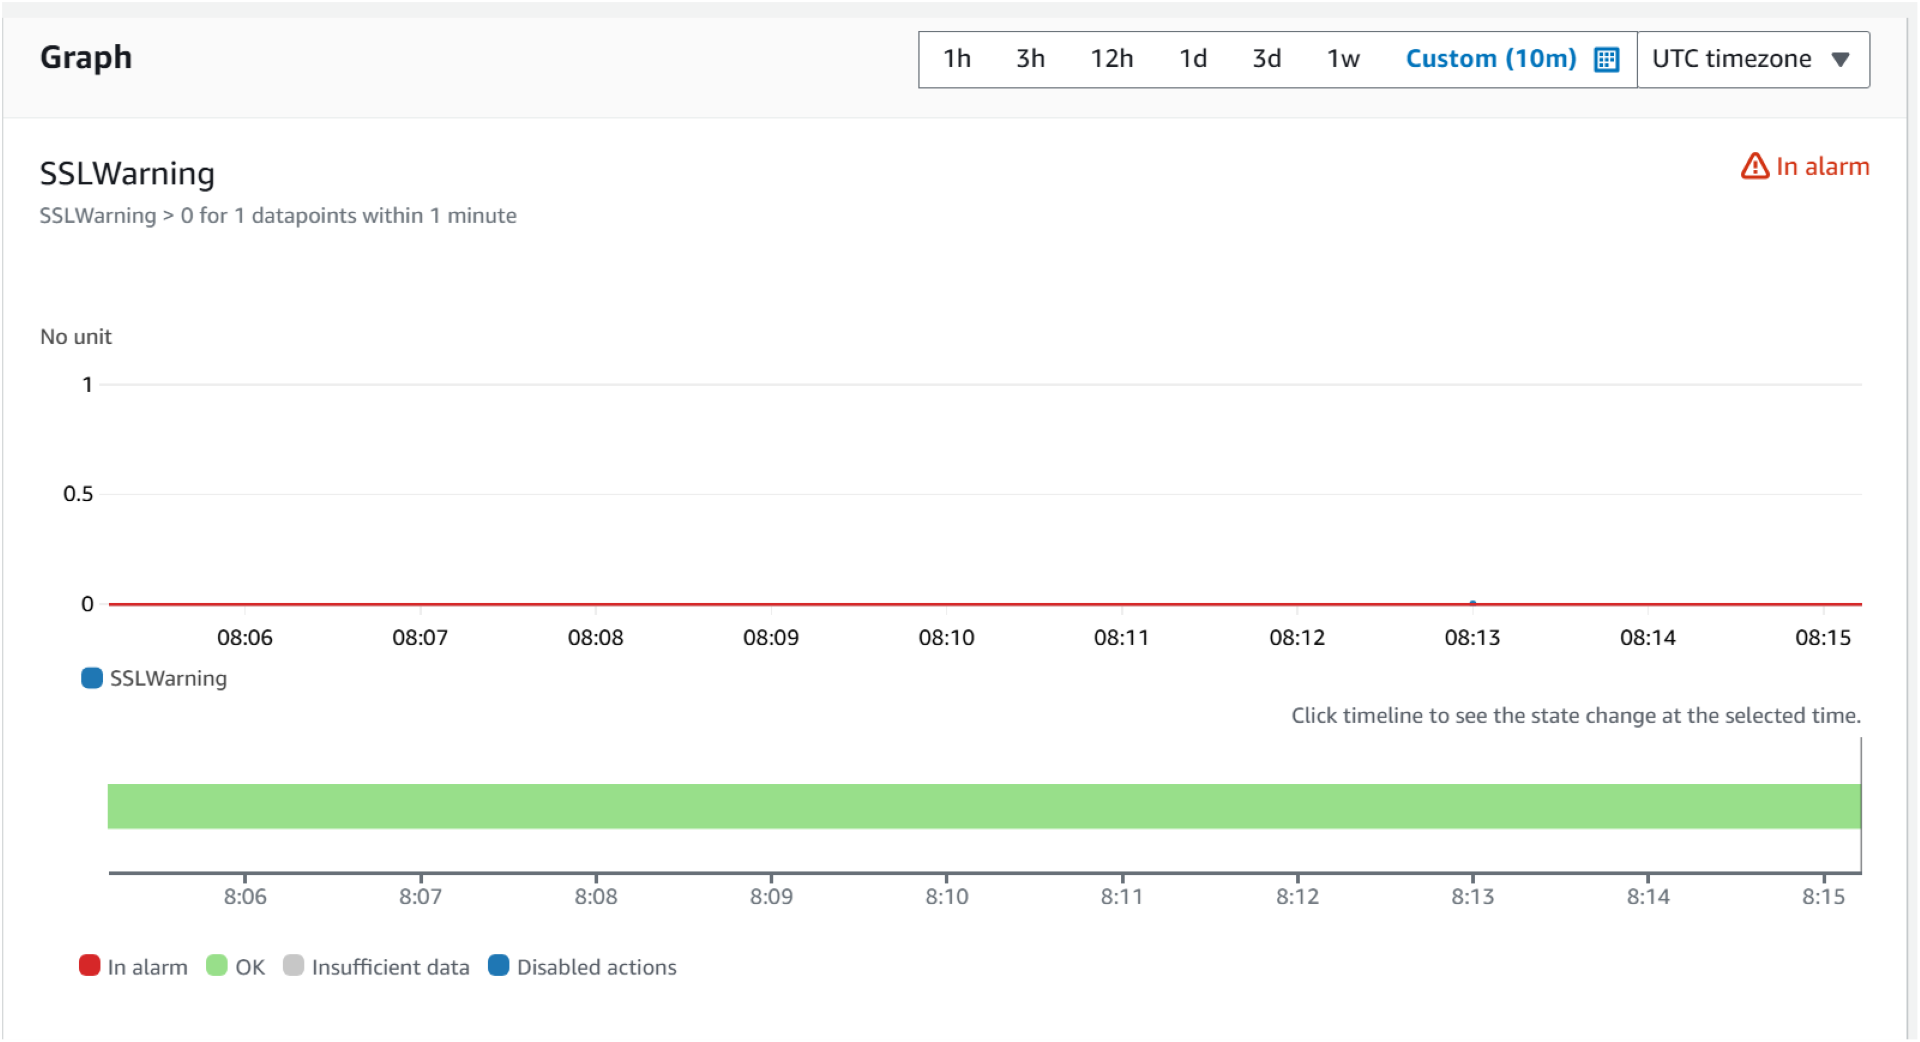 Graph
1h 3h 12h 1d 3d 1w Custom (10m) UTC timezone
SSLWarning
In alarm
SSLWarning > 0 for 1 datapoints within 1 minute
No unit
1
0.5
0
08:06 08:07 08:08 08:09 08:10 08:11 08:12 08:13 08:14 08:15
SSLWarning
Click timeline to see the state change at the selected time.
8:06 8:07 8:08 8:09 8:10 8:11 8:12 8:13 8:14 8:15
In alarm OK Insufficient data Disabled actions